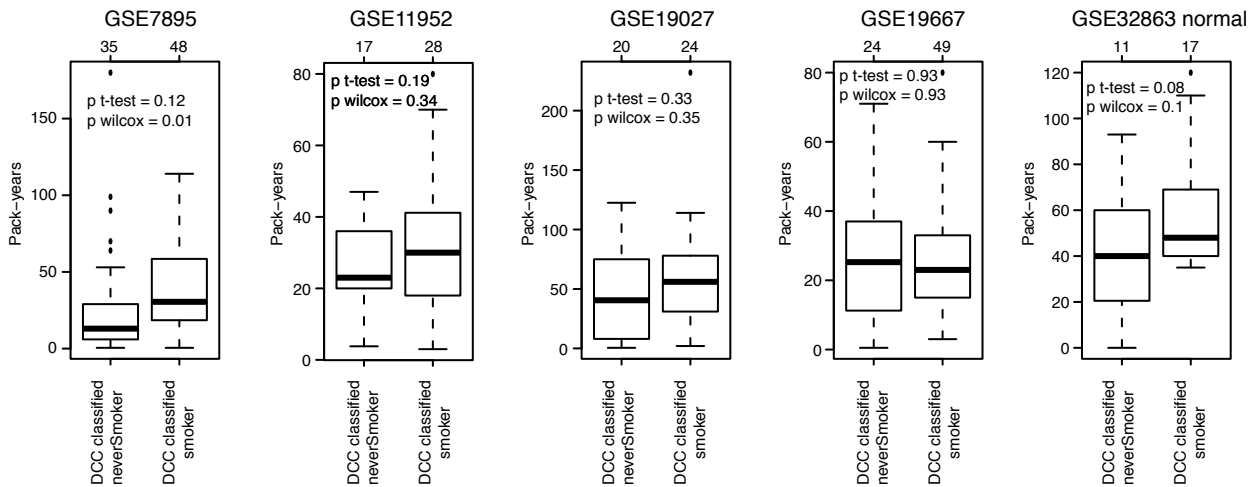 GSE7895
35 48
p t-test = 0.12
p wilcox = 0.01
Pack−years
150
100
50
0
DCC classified
neverSmoker
DCC classified
smoker
GSE11952
17 28
p t-test = 0.19
p wilcox = 0.34
Pack−years
80
60
40
20
0
DCC classified
neverSmoker
DCC classified
smoker
GSE19027
20 24
p t-test = 0.33
p wilcox = 0.35
Pack−years
200
150
100
50
0
DCC classified
neverSmoker
DCC classified
smoker
GSE19667
24 49
p t-test = 0.93
p wilcox = 0.93
Pack−years
80
60
40
20
0
DCC classified
neverSmoker
DCC classified
smoker
GSE32863 normal
11 17
p t-test = 0.08
p wilcox = 0.1
Pack−years
120
100
80
60
40
20
0
DCC classified
neverSmoker
DCC classified
smoker